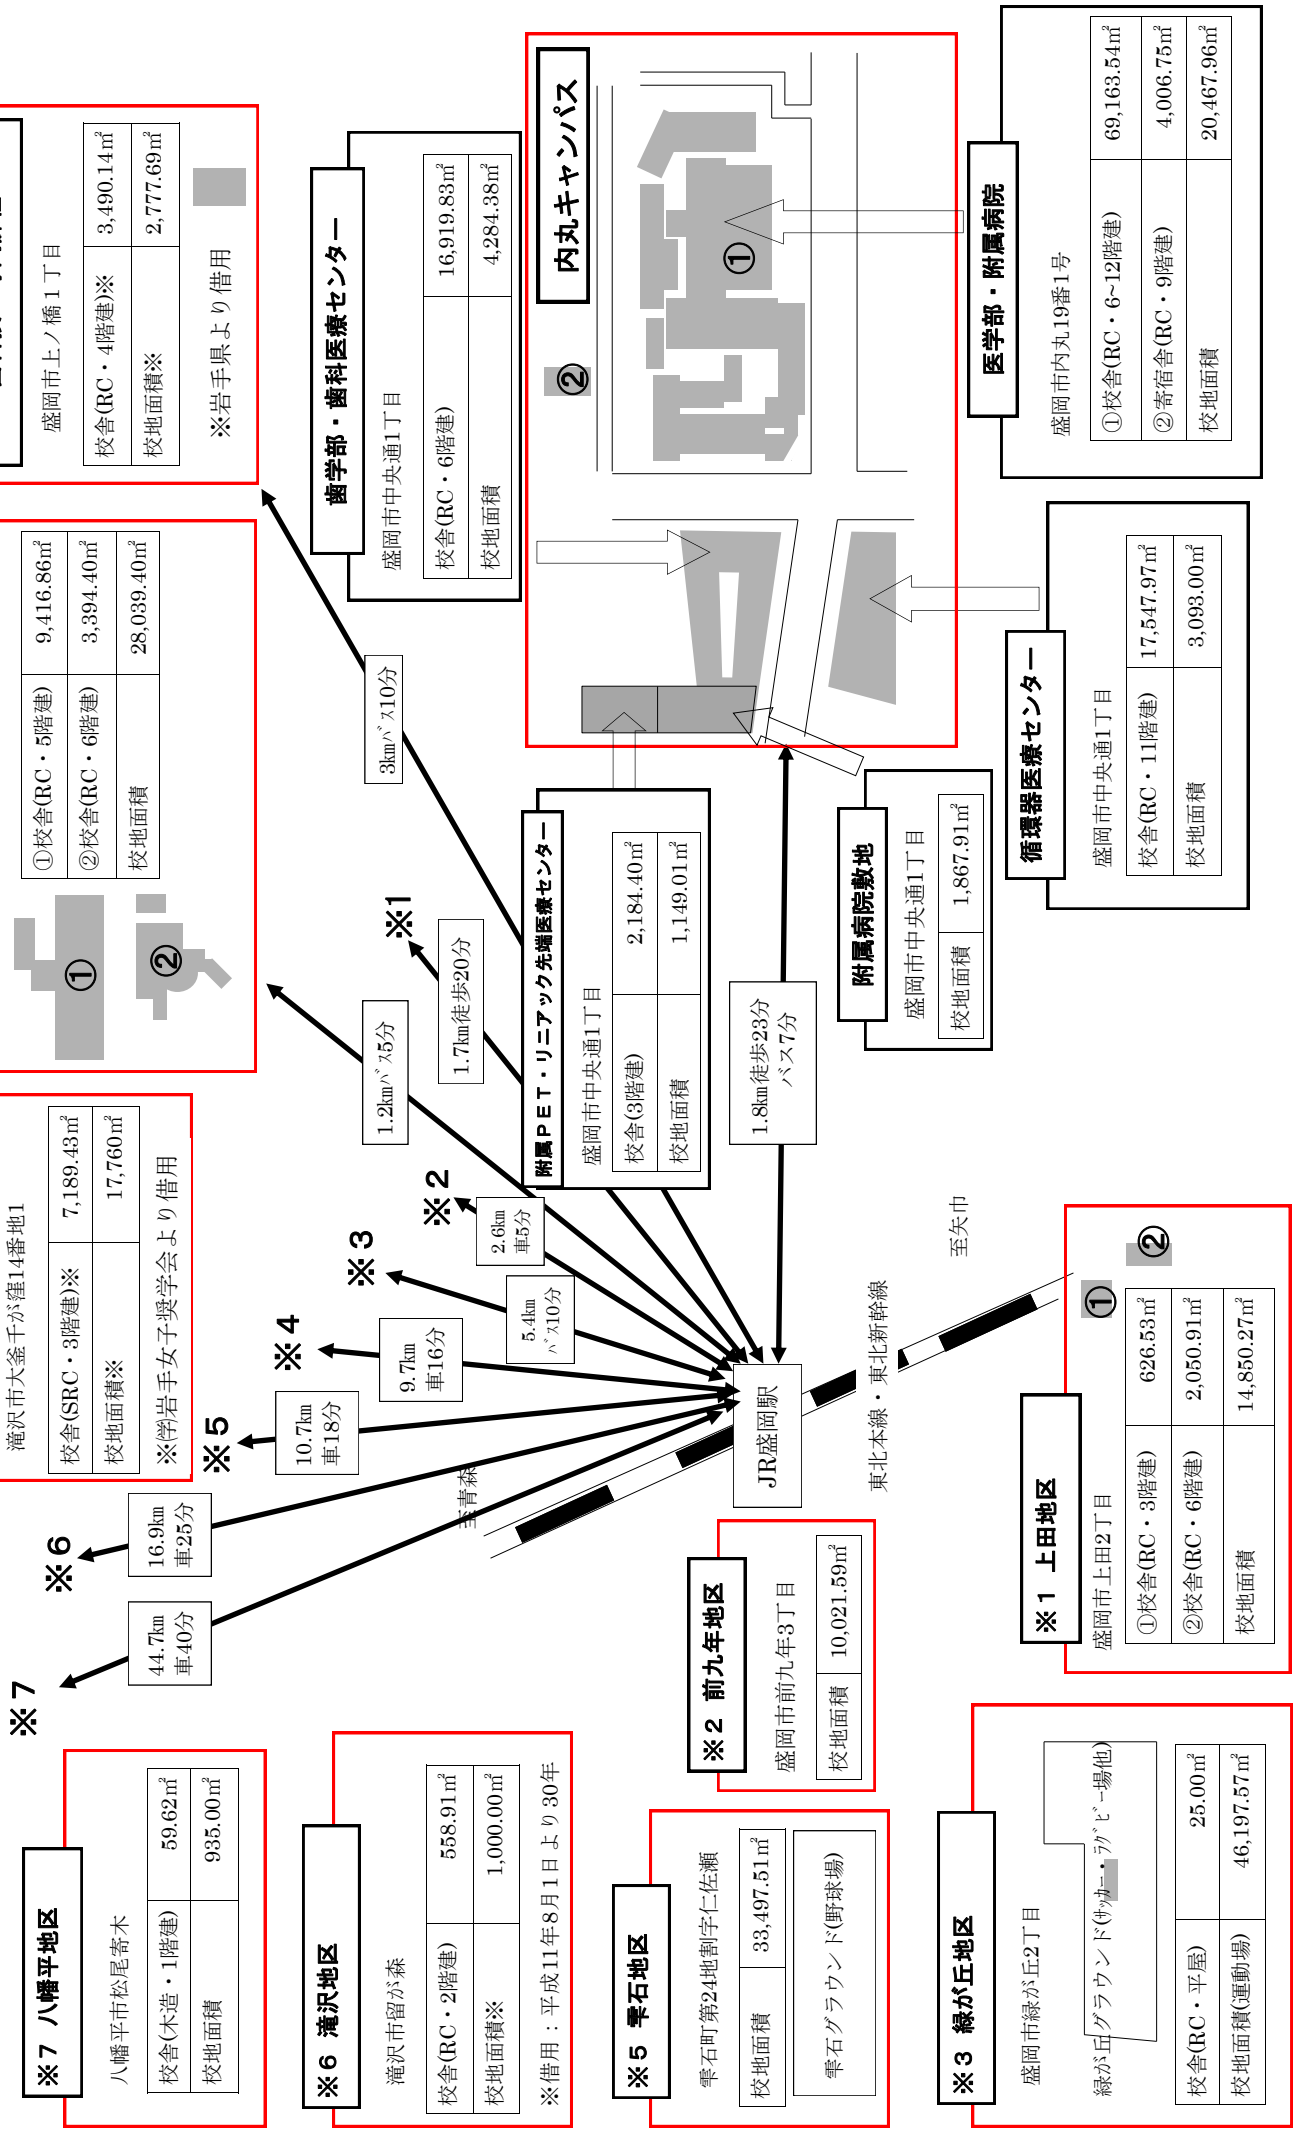 ※７ 八幡平地区
八幡平市松尾寄木
校舎(木造・1階建) 59.62㎡
校地面積 935.00㎡
※６ 滝沢地区
滝沢市留が森
校舎(RC・2階建) 558.91㎡
校地面積※ 1,000.00㎡
※借用：平成11年8月1日より30年
※５ 雫石地区
雫石町第24地割字仁佐瀬
校地面積 33,497.51㎡
雫石グラウンド(野球場)
※３ 緑が丘地区
盛岡市緑が丘2丁目
緑が丘グラウンド(ｻｯｶｰ・ﾗｸﾞﾋﾞｰ場他)
校舎(RC・平屋) 25.00㎡
校地面積(運動場) 46,197.57㎡
※２ 前九年地区
盛岡市前九年3丁目
校地面積 10,021.59㎡
※１ 上田地区
盛岡市上田2丁目
①校舎(RC・3階建) 626.53㎡
②校舎(RC・6階建) 2,050.91㎡
校地面積 14,850.27㎡
①
②
滝沢市大釜千が窪14番地1
校舎(SRC・3階建)※ 7,189.43㎡
校地面積※ 17,760㎡
※(学)岩手女子奨学会より借用
①校舎(RC・5階建) 9,416.86㎡
②校舎(RC・6階建) 3,394.40㎡
校地面積 28,039.40㎡
①
②
盛岡市上ノ橋1丁目
校舎(RC・4階建)※ 3,490.14㎡
校地面積※ 2,777.69㎡
※岩手県より借用
※７
44.7km
車40分
※６
16.9km
車25分
※５
10.7km
車18分
※４
9.7km
車16分
※３
5.4km
ﾊﾞｽ10分
※２
2.6km
車5分
1.2kmﾊﾞｽ5分
※1
1.7km徒歩20分
3kmﾊﾞｽ10分
1.8km徒歩23分
バス7分
至青森
JR盛岡駅
東北本線・東北新幹線
至矢巾
歯学部・歯科医療センター
盛岡市中央通1丁目
校舎(RC・6階建) 16,919.83㎡
校地面積 4,284.38㎡
附属ＰＥＴ・リニアック先端医療センター
盛岡市中央通1丁目
校舎(3階建) 2,184.40㎡
校地面積 1,149.01㎡
内丸キャンパス
①
②
附属病院敷地
盛岡市中央通1丁目
校地面積 1,867.91㎡
循環器医療センター
盛岡市中央通1丁目
校舎(RC・11階建) 17,547.97㎡
校地面積 3,093.00㎡
医学部・附属病院
盛岡市内丸19番1号
①校舎(RC・6~12階建) 69,163.54㎡
②寄宿舎(RC・9階建) 4,006.75㎡
校地面積 20,467.96㎡